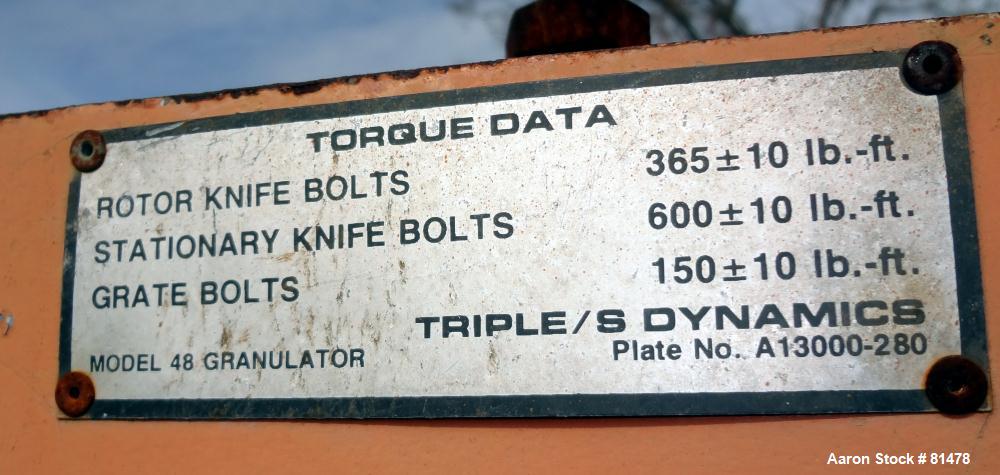 TORQUE DATA
ROTOR KNIFE BOLTS 365±10 lb.-ft.
STATIONARY KNIFE BOLTS 600±10 lb.-ft.
GRATE BOLTS 150±10 lb.-ft.
TRIPLE/S DYNAMICS
MODEL 48 GRANULATOR Plate No. A13000-280
Aaron Stock # 81478